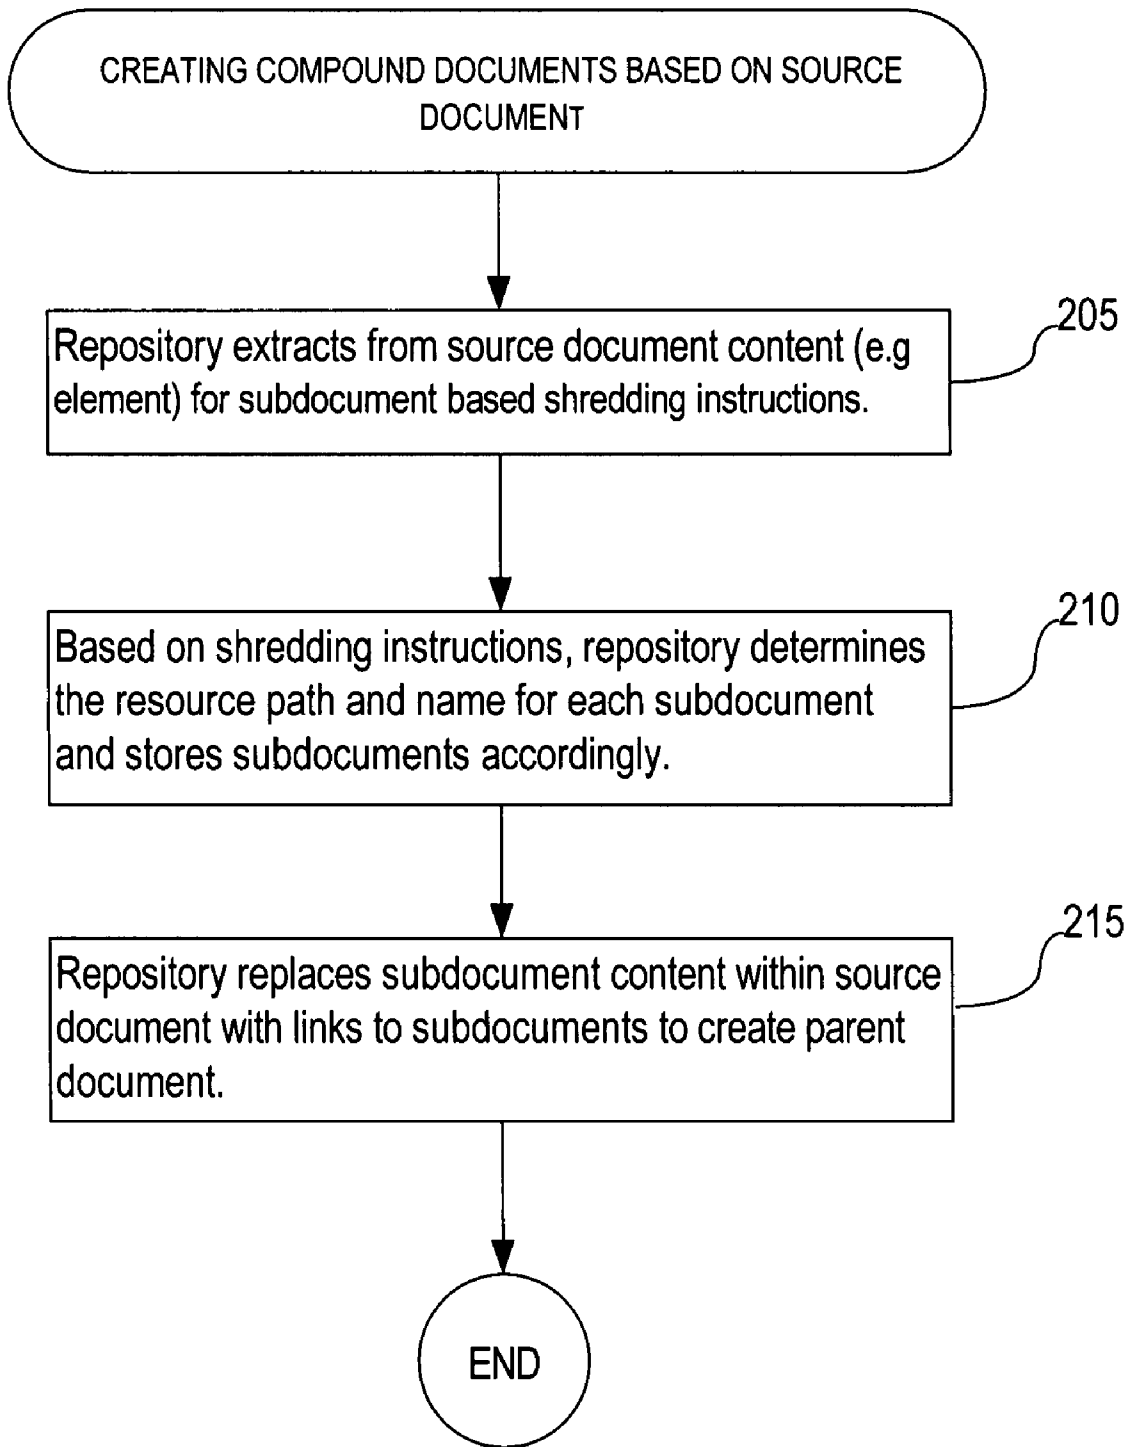 CREATING COMPOUND DOCUMENTS BASED ON SOURCE
DOCUMENT
205
Repository extracts from source document content (e.g
element) for subdocument based shredding instructions.
210
Based on shredding instructions, repository determines
the resource path and name for each subdocument
and stores subdocuments accordingly.
215
Repository replaces subdocument content within source
document with links to subdocuments to create parent
document.
END